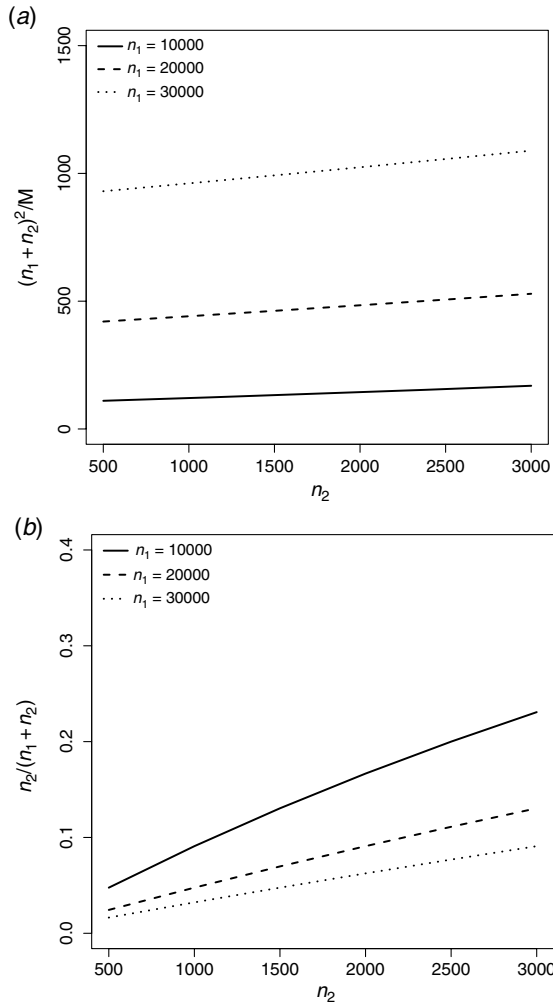 (a)
1500
1000
500
0
(n₁ + n₂)²/M
n₁ = 10000
n₁ = 20000
n₁ = 30000
500 1000 1500 2000 2500 3000
n₂
(b)
0.4
0.3
0.2
0.1
0.0
n₂/(n₁ + n₂)
n₁ = 10000
n₁ = 20000
n₁ = 30000
500 1000 1500 2000 2500 3000
n₂